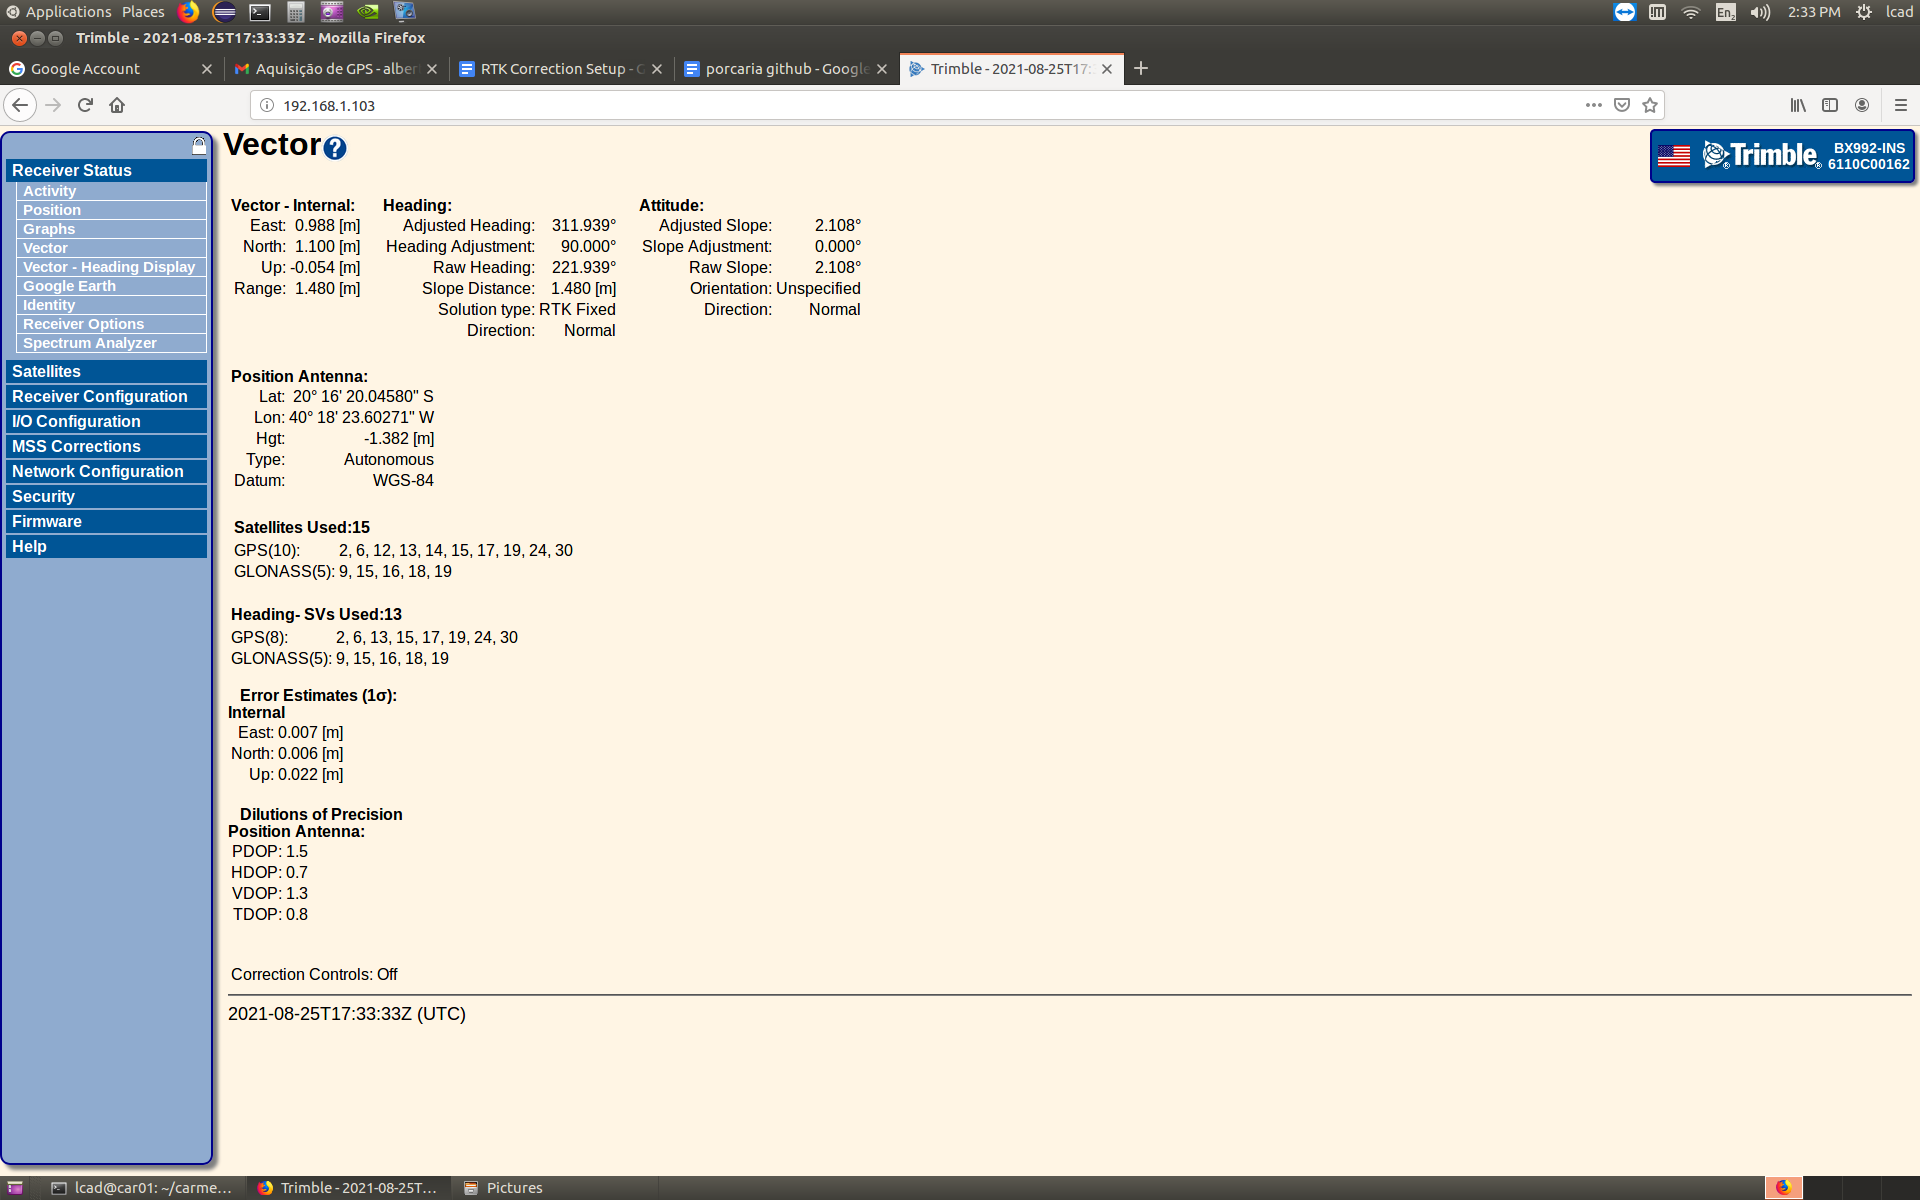 Applications Places En2 2:33 PM lcad
Trimble - 2021-08-25T17:33:33Z - Mozilla Firefox
Google Account Aquisição de GPS - alber RTK Correction Setup - G porcaria github - Google Trimble - 2021-08-25T17:
192.168.1.103
Vector
Trimble BX992-INS
6110C00162
Receiver Status
Activity
Position
Graphs
Vector
Vector - Heading Display
Google Earth
Identity
Receiver Options
Spectrum Analyzer
Satellites
Receiver Configuration
I/O Configuration
MSS Corrections
Network Configuration
Security
Firmware
Help
Vector - Internal: Heading: Attitude:
East: 0.988 [m] Adjusted Heading: 311.939° Adjusted Slope: 2.108°
North: 1.100 [m] Heading Adjustment: 90.000° Slope Adjustment: 0.000°
Up: -0.054 [m] Raw Heading: 221.939° Raw Slope: 2.108°
Range: 1.480 [m] Slope Distance: 1.480 [m] Orientation: Unspecified
Solution type: RTK Fixed Direction: Normal
Direction: Normal
Position Antenna:
Lat: 20° 16' 20.04580" S
Lon: 40° 18' 23.60271" W
Hgt: -1.382 [m]
Type: Autonomous
Datum: WGS-84
Satellites Used:15
GPS(10): 2, 6, 12, 13, 14, 15, 17, 19, 24, 30
GLONASS(5): 9, 15, 16, 18, 19
Heading- SVs Used:13
GPS(8): 2, 6, 13, 15, 17, 19, 24, 30
GLONASS(5): 9, 15, 16, 18, 19
Error Estimates (1σ):
Internal
East: 0.007 [m]
North: 0.006 [m]
Up: 0.022 [m]
Dilutions of Precision
Position Antenna:
PDOP: 1.5
HDOP: 0.7
VDOP: 1.3
TDOP: 0.8
Correction Controls: Off
2021-08-25T17:33:33Z (UTC)
lcad@car01: ~/carme... Trimble - 2021-08-25T... Pictures